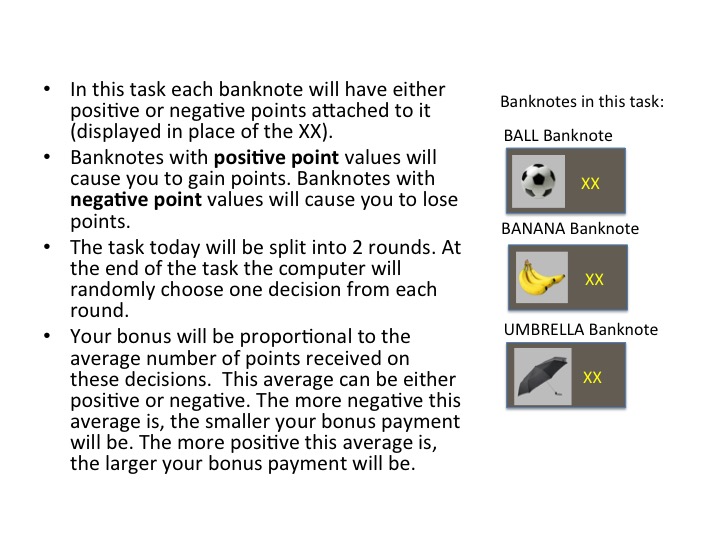 • In this task each banknote will have either
positive or negative points attached to it
(displayed in place of the XX).
• Banknotes with positive point values will
cause you to gain points. Banknotes with
negative point values will cause you to lose
points.
• The task today will be split into 2 rounds. At
the end of the task the computer will
randomly choose one decision from each
round.
• Your bonus will be proportional to the
average number of points received on
these decisions.  This average can be either
positive or negative. The more negative this
average is, the smaller your bonus payment
will be. The more positive this average is,
the larger your bonus payment will be.
Banknotes in this task:
BALL Banknote
XX
BANANA Banknote
XX
UMBRELLA Banknote
XX